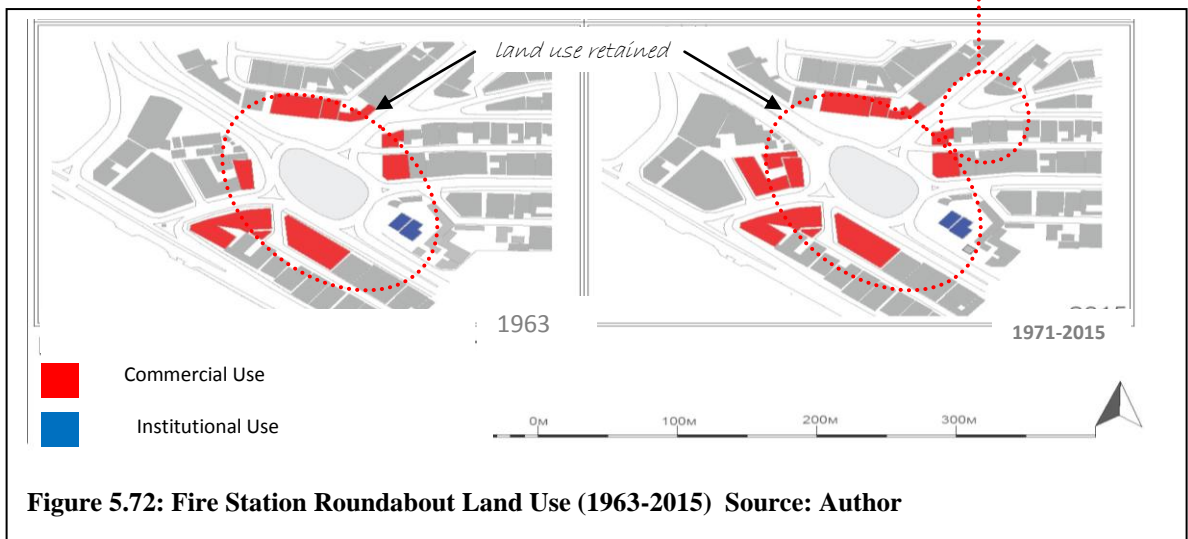 land use retained
1963
1971-2015
Commercial Use
Institutional Use
0M 100M 200M 300M
Figure 5.72: Fire Station Roundabout Land Use (1963-2015) Source: Author